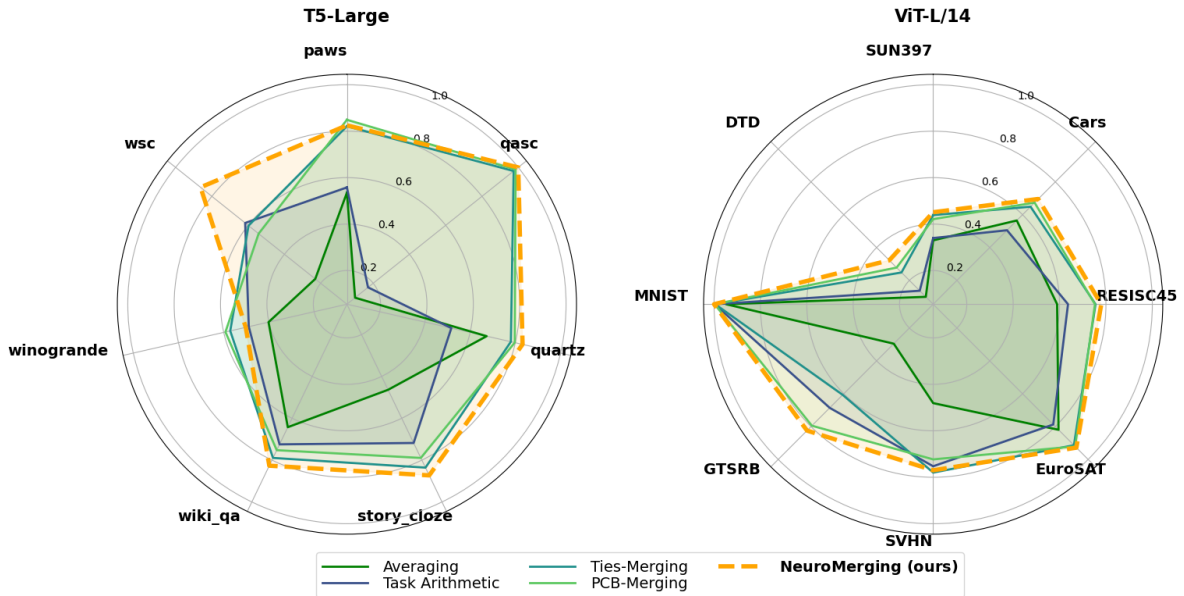 T5-Large
paws
1.0
0.8
0.6
0.4
0.2
qasc
wsc
quartz
winogrande
wiki_qa
story_cloze
ViT-L/14
SUN397
1.0
0.8
0.6
0.4
0.2
DTD
Cars
MNIST
RESISC45
GTSRB
EuroSAT
SVHN
Averaging
Task Arithmetic
Ties-Merging
PCB-Merging
NeuroMerging (ours)